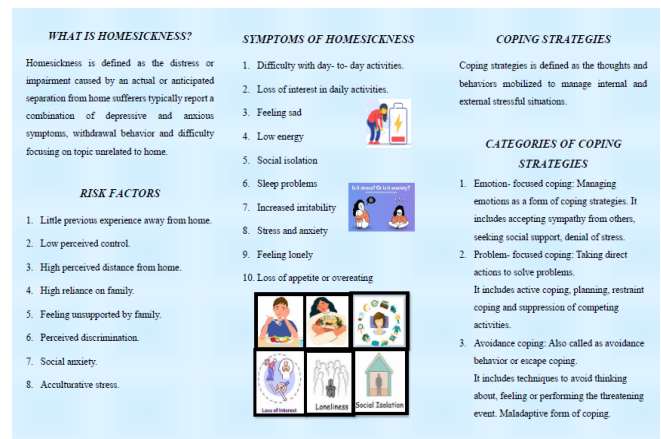 WHAT IS HOMESICKNESS?
Homesickness is defined as the distress or
impairment caused by an actual or anticipated
separation from home sufferers typically report a
combination of depressive and anxious
symptoms, withdrawal behavior and difficulty
focusing on topic unrelated to home.
RISK FACTORS
1. Little previous experience away from home.
2. Low perceived control.
3. High perceived distance from home.
4. High reliance on family.
5. Feeling unsupported by family.
6. Perceived discrimination.
7. Social anxiety.
8. Acculturative stress.
SYMPTOMS OF HOMESICKNESS
1. Difficulty with day- to- day activities.
2. Loss of interest in daily activities.
3. Feeling sad
4. Low energy
5. Social isolation
6. Sleep problems
7. Increased irritability
8. Stress and anxiety
9. Feeling lonely
10. Loss of appetite or overeating
Is it stress? Or is it anxiety?
Loss of Interest
Loneliness
Social Isolation
COPING STRATEGIES
Coping strategies is defined as the thoughts and
behaviors mobilized to manage internal and
external stressful situations.
CATEGORIES OF COPING
STRATEGIES
1. Emotion- focused coping: Managing
emotions as a form of coping strategies. It
includes accepting sympathy from others,
seeking social support, denial of stress.
2. Problem- focused coping: Taking direct
actions to solve problems.
It includes active coping, planning, restraint
coping and suppression of competing
activities.
3. Avoidance coping: Also called as avoidance
behavior or escape coping.
It includes techniques to avoid thinking
about, feeling or performing the threatening
event. Maladaptive form of coping.